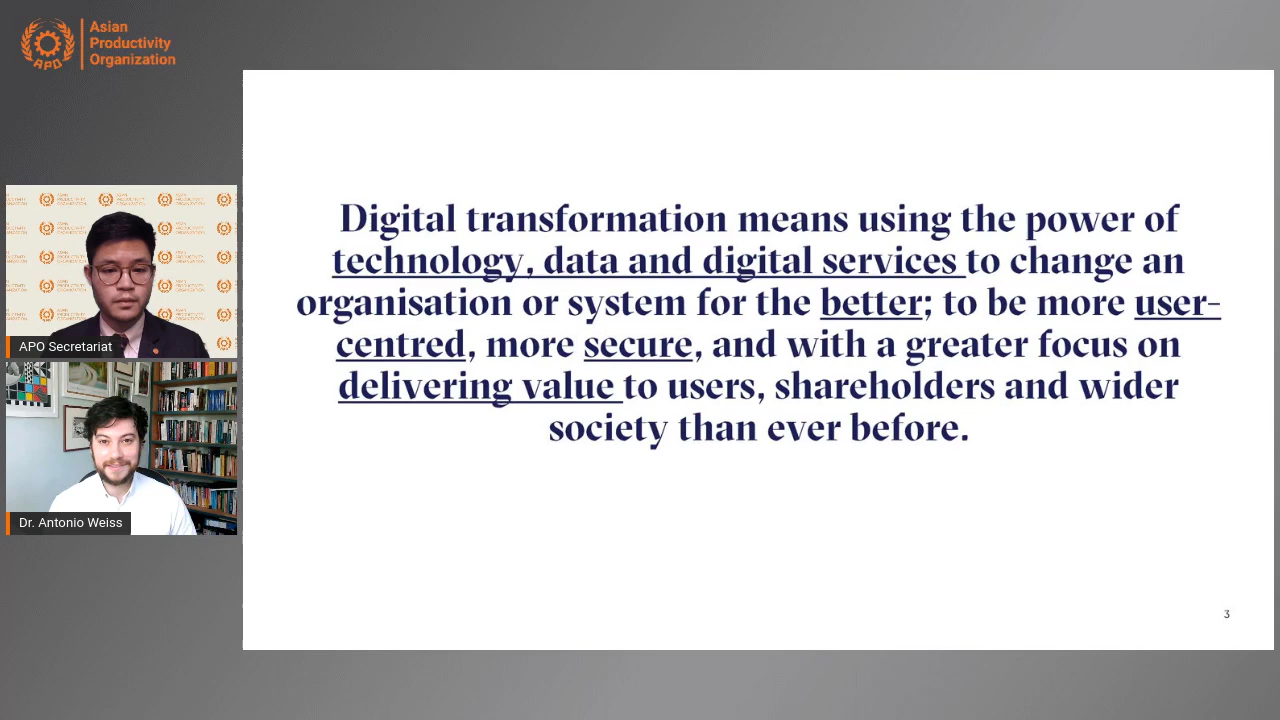 Asian
Productivity
Organization
APO
Digital transformation means using the power of
technology, data and digital services to change an
organisation or system for the better; to be more user-
centred, more secure, and with a greater focus on
delivering value to users, shareholders and wider
society than ever before.
APO Secretariat
Dr. Antonio Weiss
3